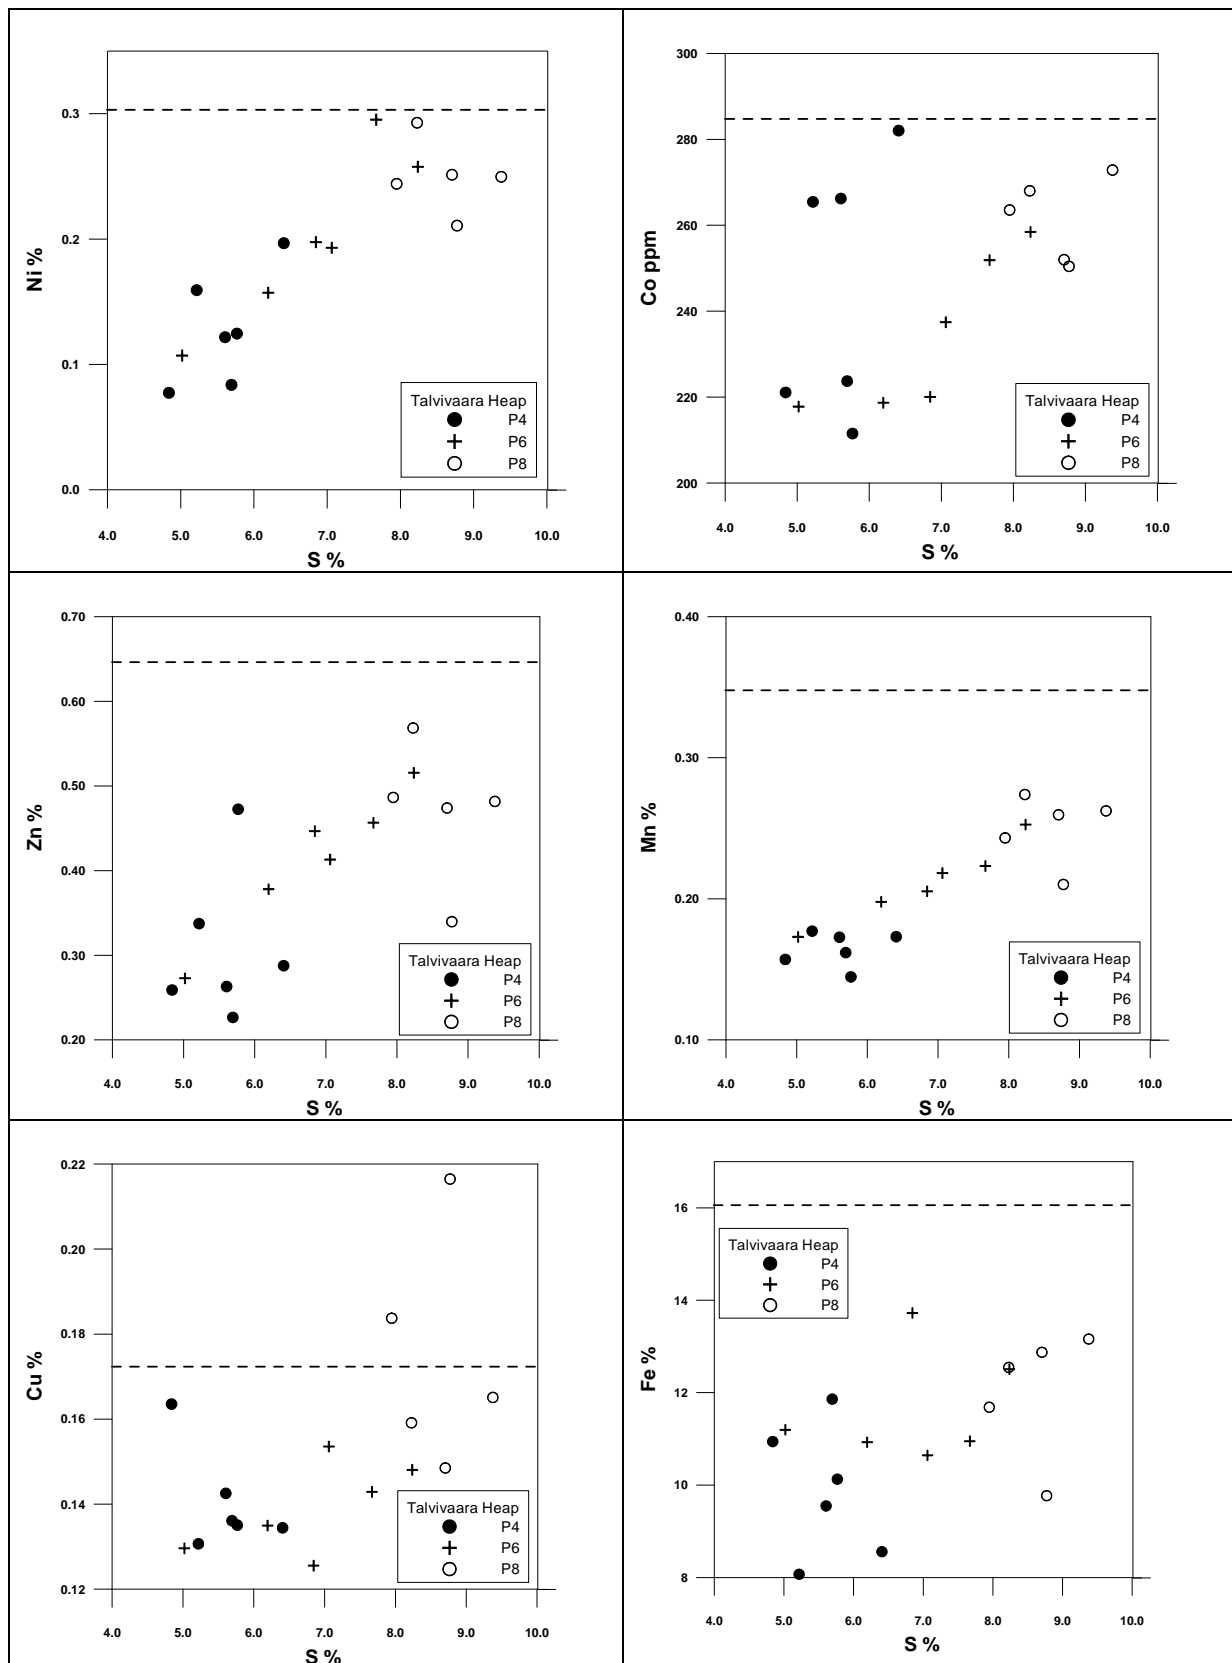 0.3
0.2
0.1
0.0
Ni %
Talvivaara Heap
P4
P6
P8
4.0 5.0 6.0 7.0 8.0 9.0 10.0
S %
300
280
260
240
220
200
Co ppm
Talvivaara Heap
P4
P6
P8
4.0 5.0 6.0 7.0 8.0 9.0 10.0
S %
0.70
0.60
0.50
0.40
0.30
0.20
Zn %
Talvivaara Heap
P4
P6
P8
4.0 5.0 6.0 7.0 8.0 9.0 10.0
S %
0.40
0.30
0.20
0.10
Mn %
Talvivaara Heap
P4
P6
P8
4.0 5.0 6.0 7.0 8.0 9.0 10.0
S %
0.22
0.20
0.18
0.16
0.14
0.12
Cu %
Talvivaara Heap
P4
P6
P8
4.0 5.0 6.0 7.0 8.0 9.0 10.0
S %
16
14
12
10
8
Fe %
Talvivaara Heap
P4
P6
P8
4.0 5.0 6.0 7.0 8.0 9.0 10.0
S %